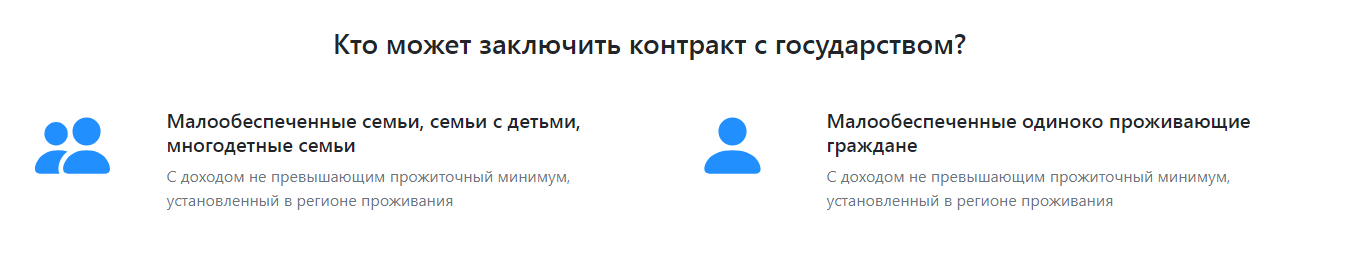 Кто может заключить контракт с государством?
Малообеспеченные семьи, семьи с детьми,
многодетные семьи
С доходом не превышающим прожиточный минимум,
установленный в регионе проживания
Малообеспеченные одиноко проживающие
граждане
С доходом не превышающим прожиточный минимум,
установленный в регионе проживания